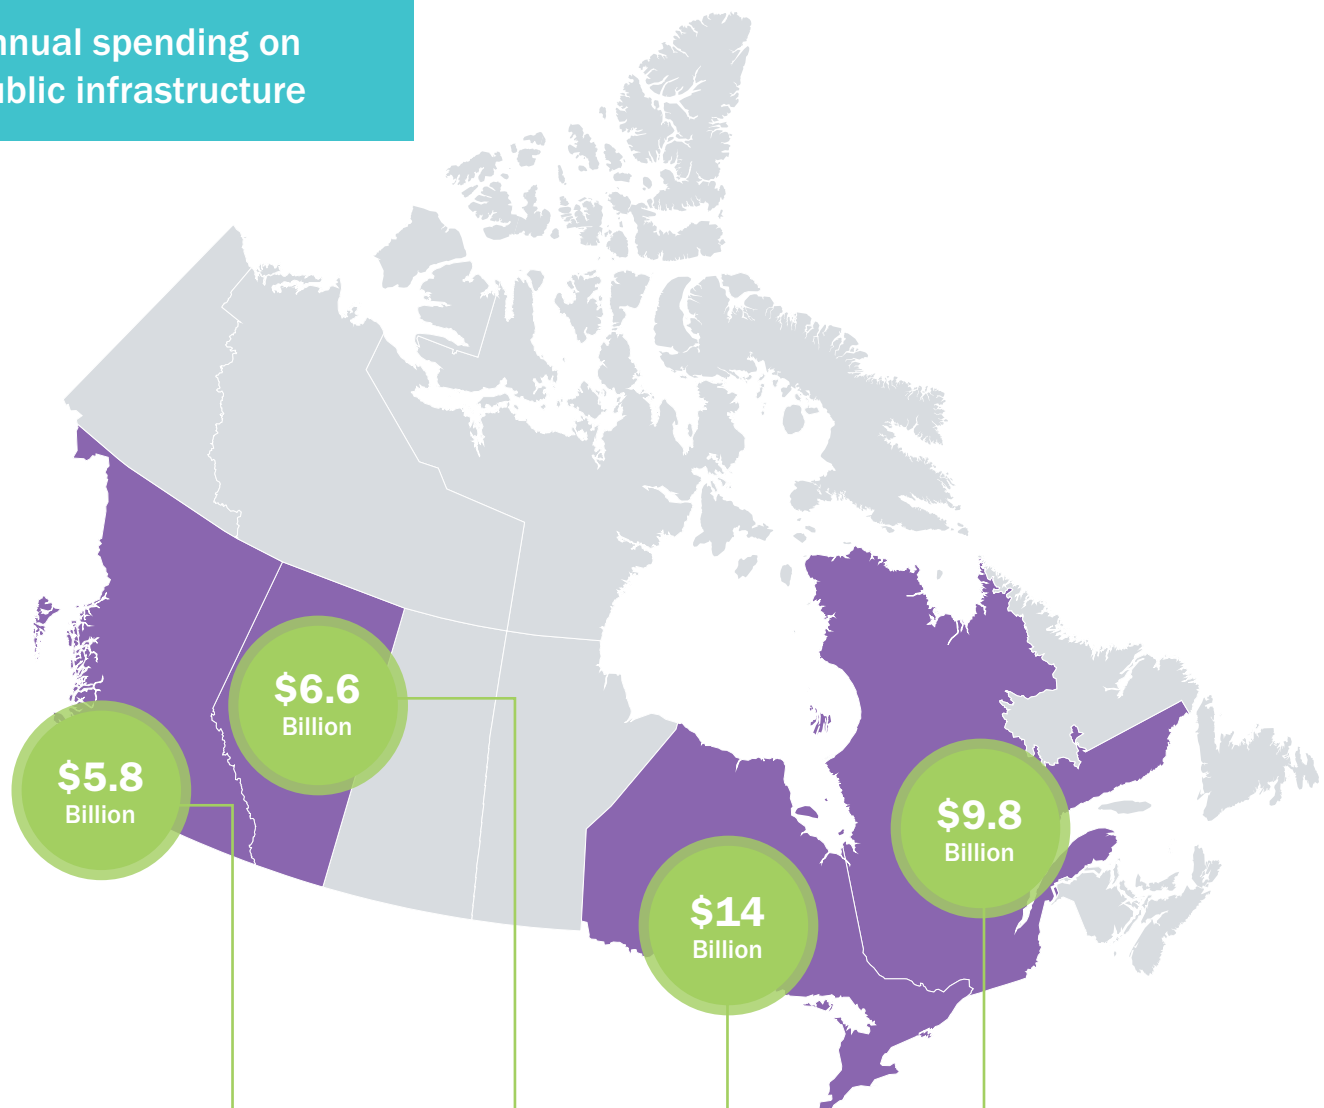 nnual spending on
ublic infrastructure
$6.6
Billion
$5.8
Billion
$9.8
Billion
$14
Billion